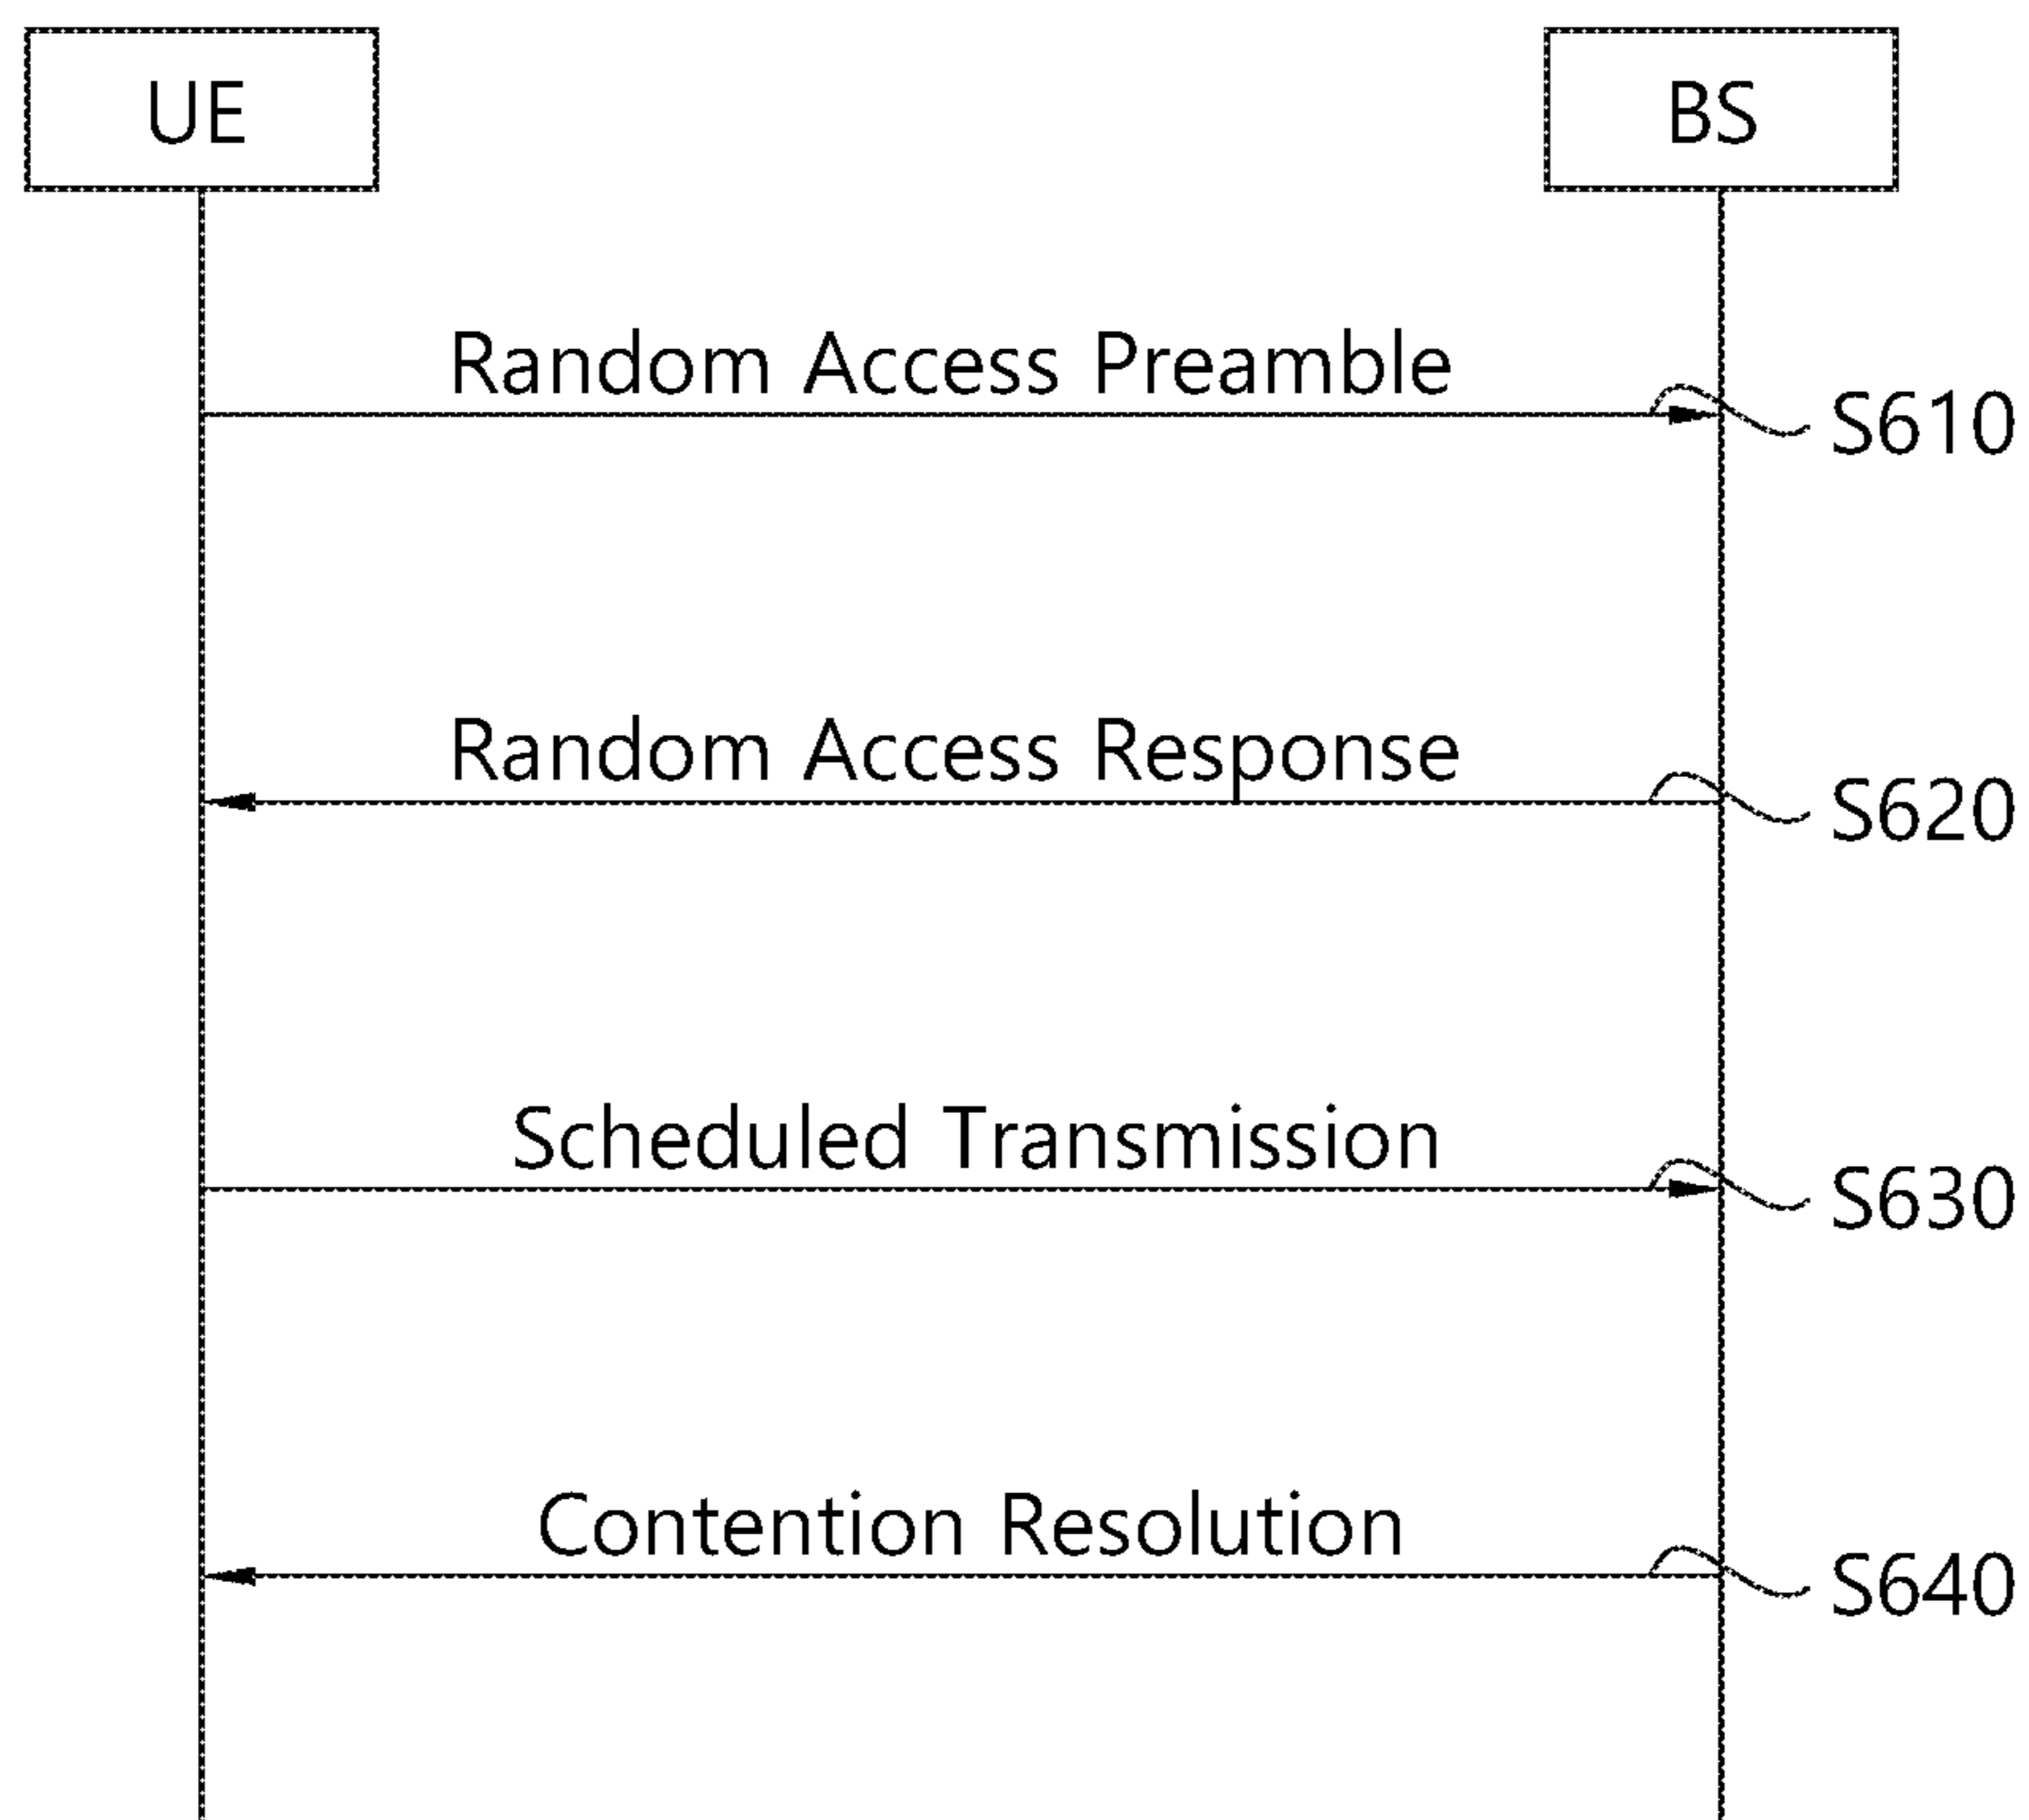 UE
BS
Random Access Preamble
S610
Random Access Response
S620
Scheduled Transmission
S630
Contention Resolution
S640